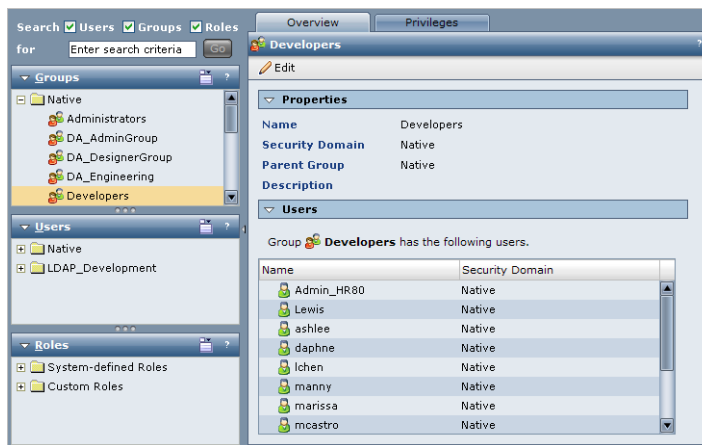 Search Users Groups Roles
for Enter search criteria Go
Groups ?
Native
Administrators
DA_AdminGroup
DA_DesignerGroup
DA_Engineering
Developers
Users ?
Native
LDAP_Development
Roles ?
System-defined Roles
Custom Roles
Overview Privileges
Developers ?
Edit
Properties
Name Developers
Security Domain Native
Parent Group Native
Description
Users
Group Developers has the following users.
Name Security Domain
Admin_HR80 Native
Lewis Native
ashlee Native
daphne Native
lchen Native
manny Native
marissa Native
mcastro Native